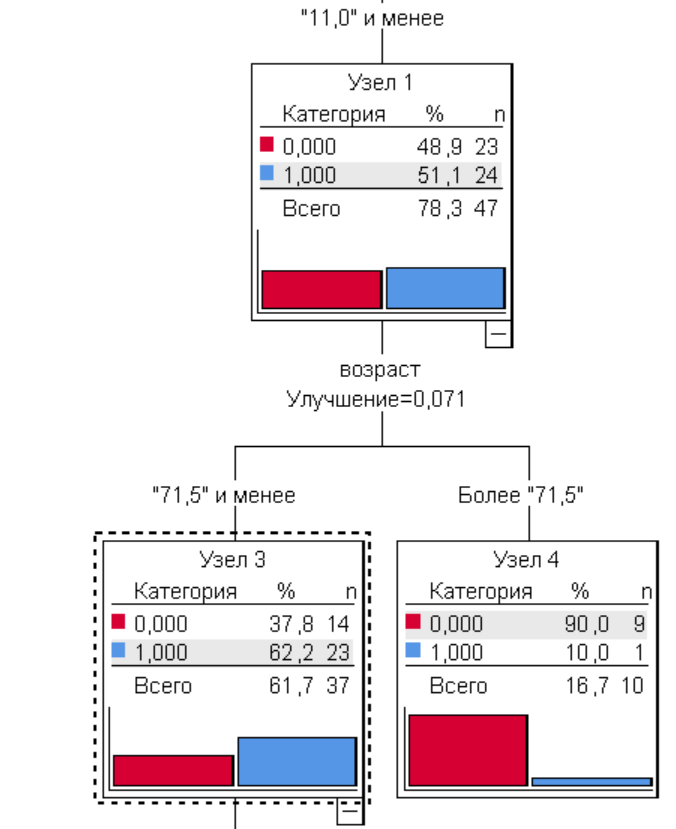 "11,0" и менее
Узел 1
Категория % n
0,000 48,9 23
1,000 51,1 24
Всего 78,3 47
возраст
Улучшение=0,071
"71,5" и менее
Более "71,5"
Узел 3
Категория % n
0,000 37,8 14
1,000 62,2 23
Всего 61,7 37
Узел 4
Категория % n
0,000 90,0 9
1,000 10,0 1
Всего 16,7 10